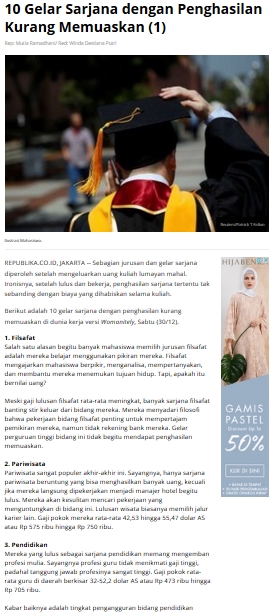 10 Gelar Sarjana dengan Penghasilan
Kurang Memuaskan (1)
Rep: Mutia Ramadhani/ Red: Winda Destiana Putri
Reuters/Patrick T Fallon
Ilustrasi Mahasiswa
REPUBLIKA.CO.ID, JAKARTA -- Sebagian jurusan dan gelar sarjana
diperoleh setelah mengeluarkan uang kuliah lumayan mahal.
Ironisnya, setelah lulus dan bekerja, penghasilan sarjana tertentu tak
sebanding dengan biaya yang dihabiskan selama kuliah.
Berikut adalah 10 gelar sarjana dengan penghasilan kurang
memuaskan di dunia kerja versi Womanitely, Sabtu (30/12).
1. Filsafat
Salah satu alasan begitu banyak mahasiswa memilih jurusan filsafat
adalah mereka belajar menggunakan pikiran mereka. Filsafat
mengajarkan mahasiswa berpikir, menganalisa, mempertanyakan,
dan membantu mereka menemukan tujuan hidup. Tapi, apakah itu
bernilai uang?
Meski gaji lulusan filsafat rata-rata meningkat, banyak sarjana filsafat
banting stir keluar dari bidang mereka. Mereka menyadari filosofi
bahwa pekerjaan bidang filsafat penting untuk mempertajam
pemikiran mereka, namun tidak rekening bank mereka. Gelar
perguruan tinggi bidang ini tidak begitu mendapat penghasilan
memuaskan.
2. Pariwisata
Pariwisata sangat populer akhir-akhir ini. Sayangnya, hanya sarjana
pariwisata beruntung yang bisa menghasilkan banyak uang, kecuali
jika mereka langsung dipekerjakan menjadi manajer hotel begitu
lulus. Mereka akan kesulitan mencari pekerjaan yang
menguntungkan di bidang ini. Lulusan wisata biasanya memilih jalur
karier lain. Gaji pokok mereka rata-rata 42,53 hingga 55,47 dolar AS
atau Rp 575 ribu hingga Rp 750 ribu.
3. Pendidikan
Mereka yang lulus sebagai sarjana pendidikan memang mengemban
profesi mulia. Sayangnya profesi guru tidak menikmati gaji tinggi,
padahal tanggung jawab profesinya sangat tinggi. Gaji pokok rata-
rata guru di daerah berkisar 32-52,2 dolar AS atau Rp 473 ribu hingga
Rp 705 ribu.
Kabar baiknya adalah tingkat pengangguran bidang pendidikan
HIJABENKA
GAMIS
PASTEL
Discount Up To
50%
KLIK DI SINI